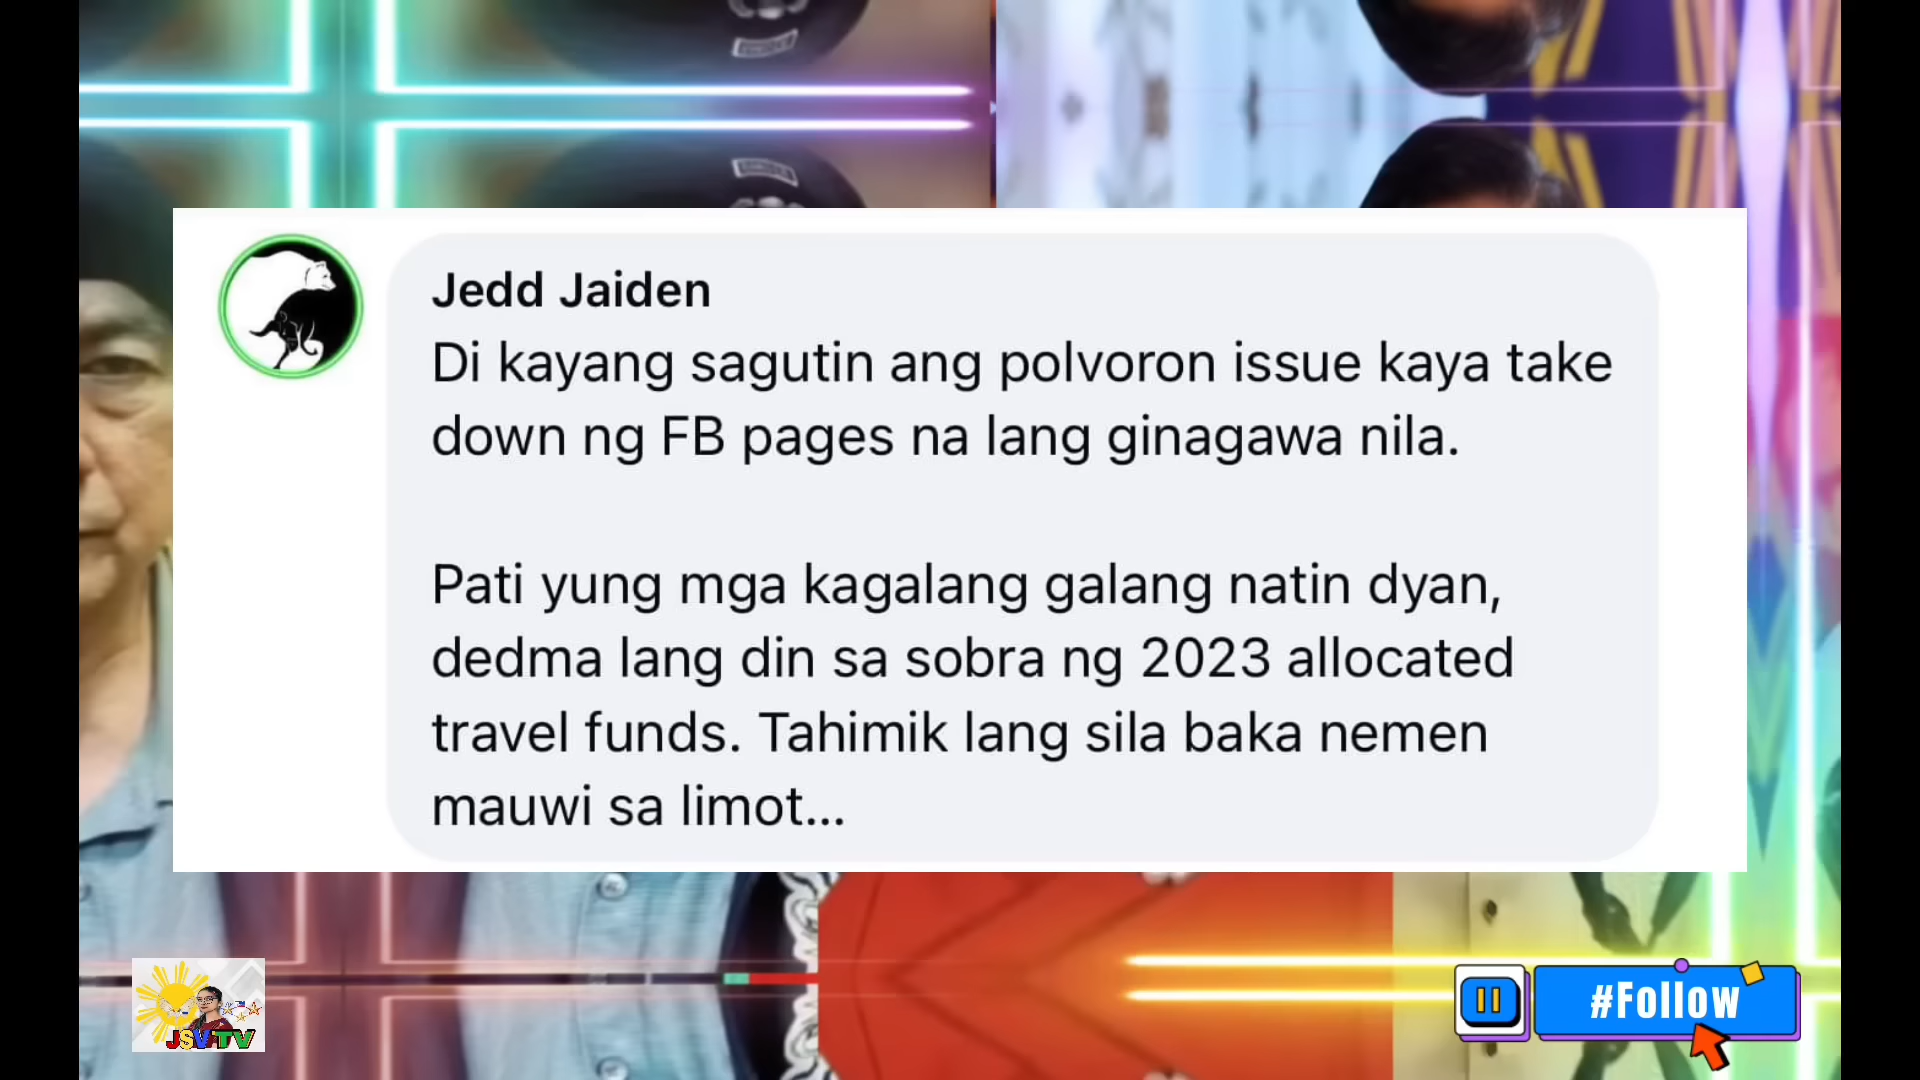 Jedd Jaiden
Di kayang sagutin ang polvoron issue kaya take
down ng FB pages na lang ginagawa nila.
Pati yung mga kagalang galang natin dyan,
dedma lang din sa sobra ng 2023 allocated
travel funds. Tahimik lang sila baka nemen
mauwi sa limot...
JSV TV
#Follow